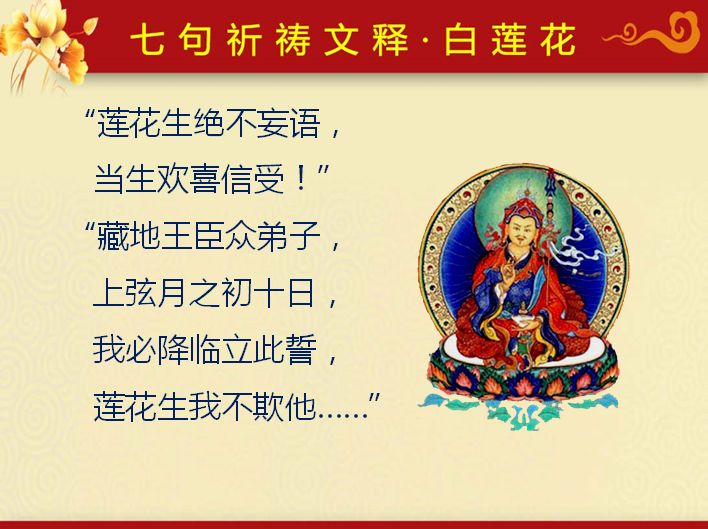 七句祈祷文释·白莲花
“莲花生绝不妄语，
当生欢喜信受！”
“藏地王臣众弟子，
上弦月之初十日，
我必降临立此誓，
莲花生我不欺他……”